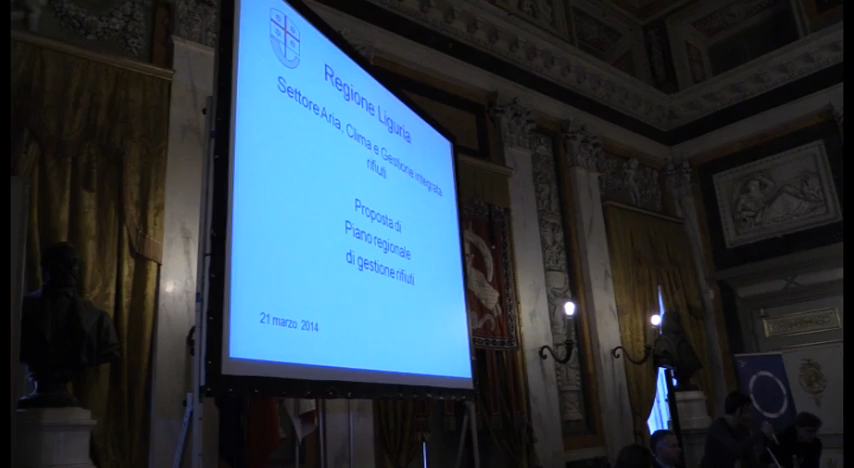 Regione Liguria
Settore Aria, Clima e Gestione integrata
rifiuti
Proposta di
Piano regionale
di gestione rifiuti
21 marzo 2014